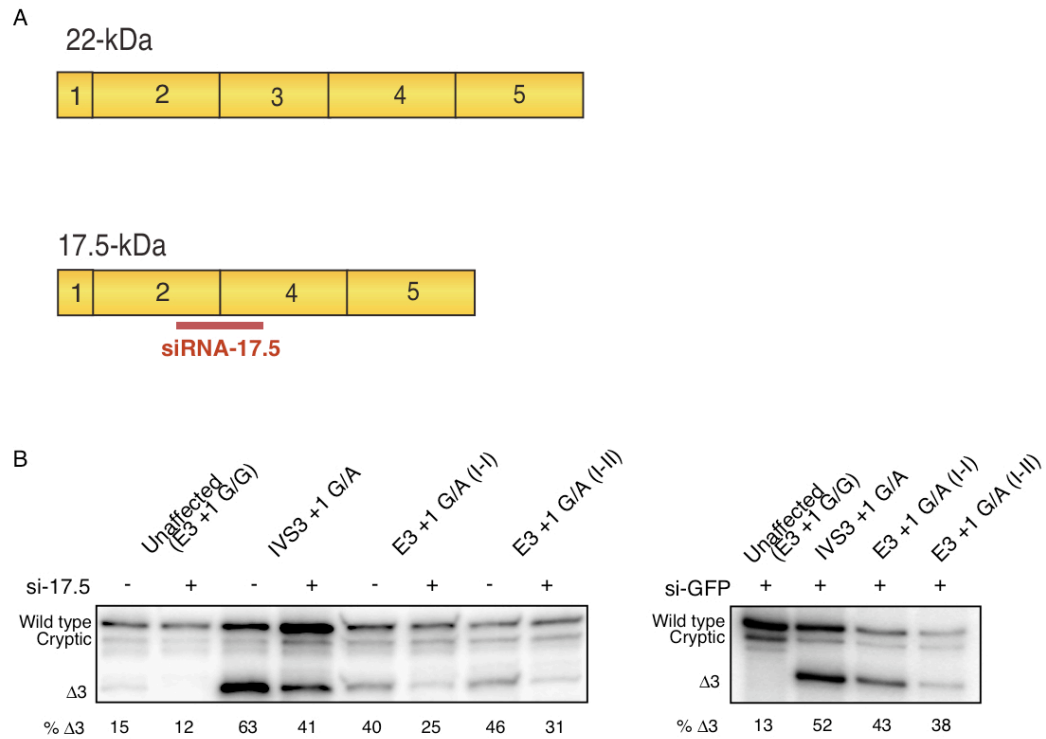 A
22-kDa
1 2 3 4 5
17.5-kDa
1 2 4 5
siRNA-17.5
B
Unaffected
(E3 +1 G/G)
IVS3 +1 G/A
E3 +1 G/A (I-I)
E3 +1 G/A (I-II)
si-17.5 - + - + - + - +
Wild type
Cryptic
Δ3
% Δ3 15 12 63 41 40 25 46 31
Unaffected
(E3 +1 G/G)
IVS3 +1 G/A
E3 +1 G/A (I-I)
E3 +1 G/A (I-II)
si-GFP + + + +
Wild type
Cryptic
Δ3
% Δ3 13 52 43 38